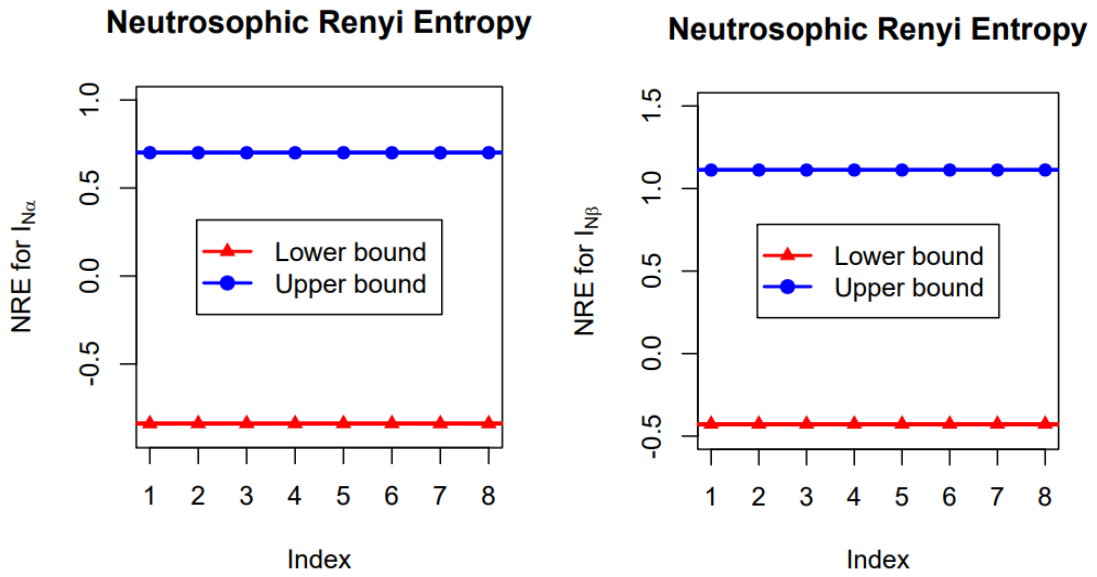 Neutrosophic Renyi Entropy
NRE for I_Nα
1.0
0.5
0.0
-0.5
Lower bound
Upper bound
1 2 3 4 5 6 7 8
Index
Neutrosophic Renyi Entropy
NRE for I_Nβ
1.5
1.0
0.5
0.0
-0.5
Lower bound
Upper bound
1 2 3 4 5 6 7 8
Index